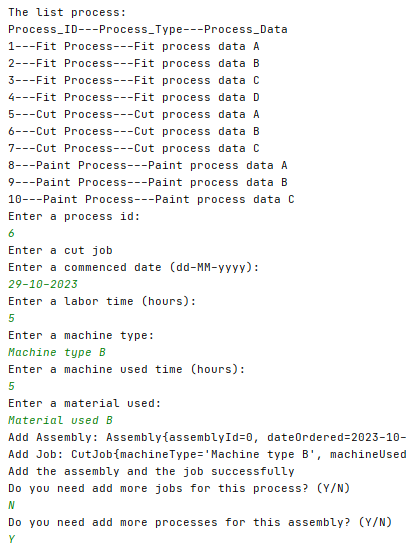 The list process:
Process_ID---Process_Type---Process_Data
1---Fit Process---Fit process data A
2---Fit Process---Fit process data B
3---Fit Process---Fit process data C
4---Fit Process---Fit process data D
5---Cut Process---Cut process data A
6---Cut Process---Cut process data B
7---Cut Process---Cut process data C
8---Paint Process---Paint process data A
9---Paint Process---Paint process data B
10---Paint Process---Paint process data C
Enter a process id:
6
Enter a cut job
Enter a commenced date (dd-MM-yyyy):
29-10-2023
Enter a labor time (hours):
5
Enter a machine type:
Machine type B
Enter a machine used time (hours):
5
Enter a material used:
Material used B
Add Assembly: Assembly{assemblyId=0, dateOrdered=2023-10-
Add Job: CutJob{machineType='Machine type B', machineUsed
Add the assembly and the job successfully
Do you need add more jobs for this process? (Y/N)
N
Do you need add more processes for this assembly? (Y/N)
Y